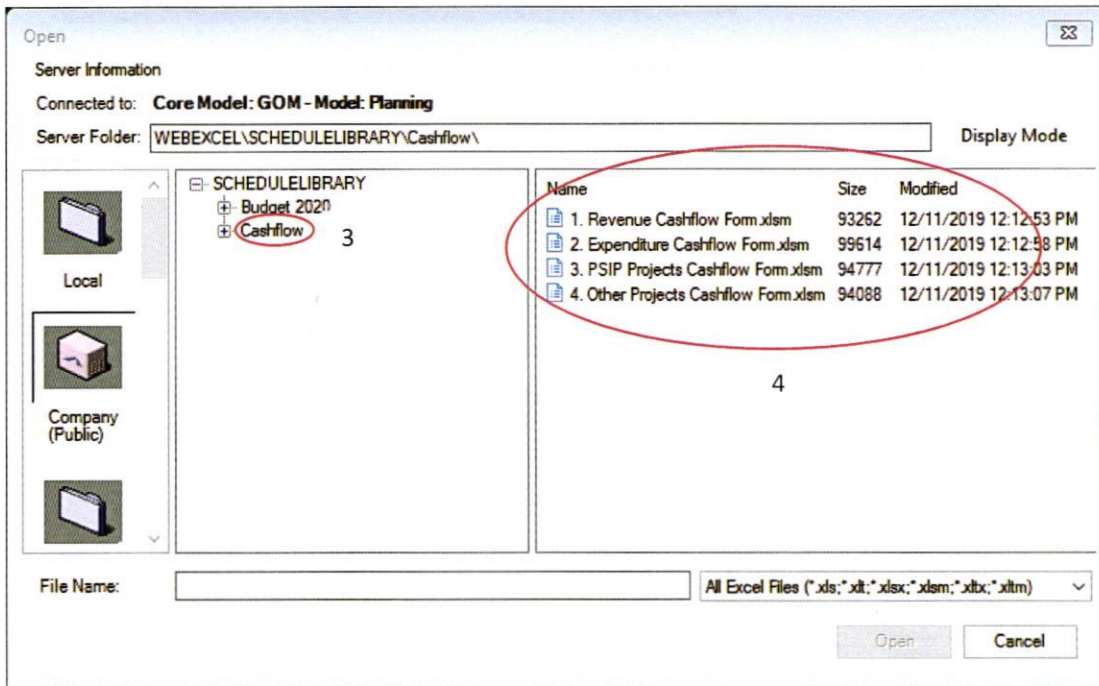 Open
Server Information
Connected to: Core Model: GOM - Model: Planning
Server Folder: WEBEXCEL\SCHEDULELIBRARY\Cashflow\ Display Mode
Local
Company
(Public)
SCHEDULELIBRARY
Budget 2020
Cashflow 3
Name Size Modified
1. Revenue Cashflow Form.xlsm 93262 12/11/2019 12:12:53 PM
2. Expenditure Cashflow Form.xlsm 99614 12/11/2019 12:12:58 PM
3. PSIP Projects Cashflow Form.xlsm 94777 12/11/2019 12:13:03 PM
4. Other Projects Cashflow Form.xlsm 94088 12/11/2019 12:13:07 PM
4
File Name: All Excel Files (*.xls;*.xlt;*.xlsx;*.xlsm;*.xltx;*.xltm)
Open Cancel